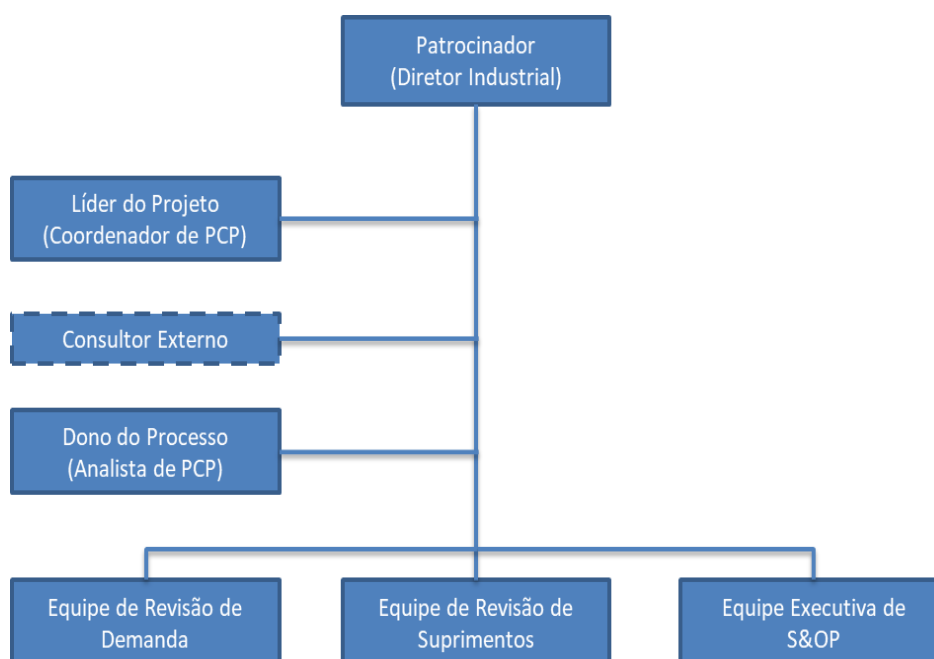 Patrocinador
(Diretor Industrial)
Líder do Projeto
(Coordenador de PCP)
Consultor Externo
Dono do Processo
(Analista de PCP)
Equipe de Revisão de
Demanda
Equipe de Revisão de
Suprimentos
Equipe Executiva de
S&OP